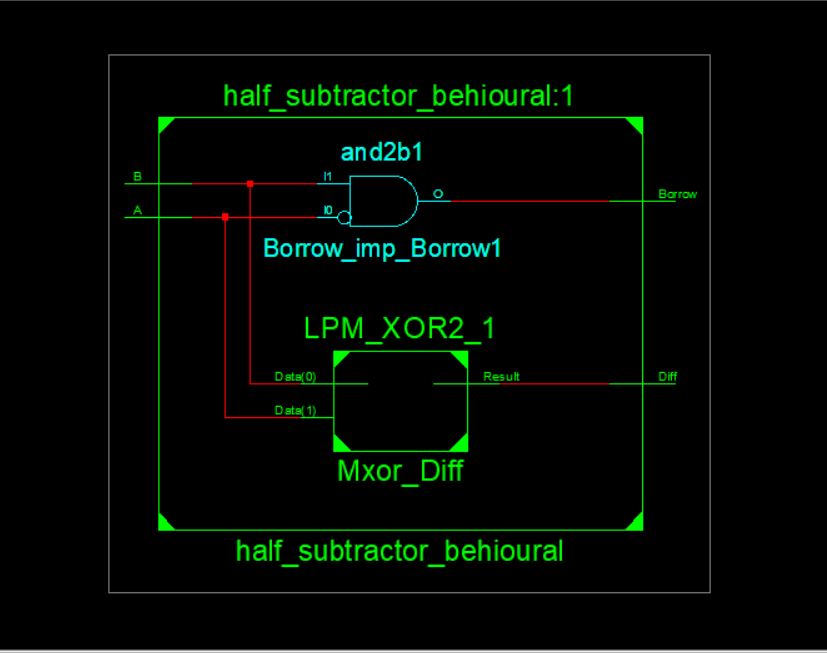 half_subtractor_behioural:1
and2b1
B
I1
O
Borrow
A
I0
Borrow_imp_Borrow1
LPM_XOR2_1
Data(0)
Result
Diff
Data(1)
Mxor_Diff
half_subtractor_behioural